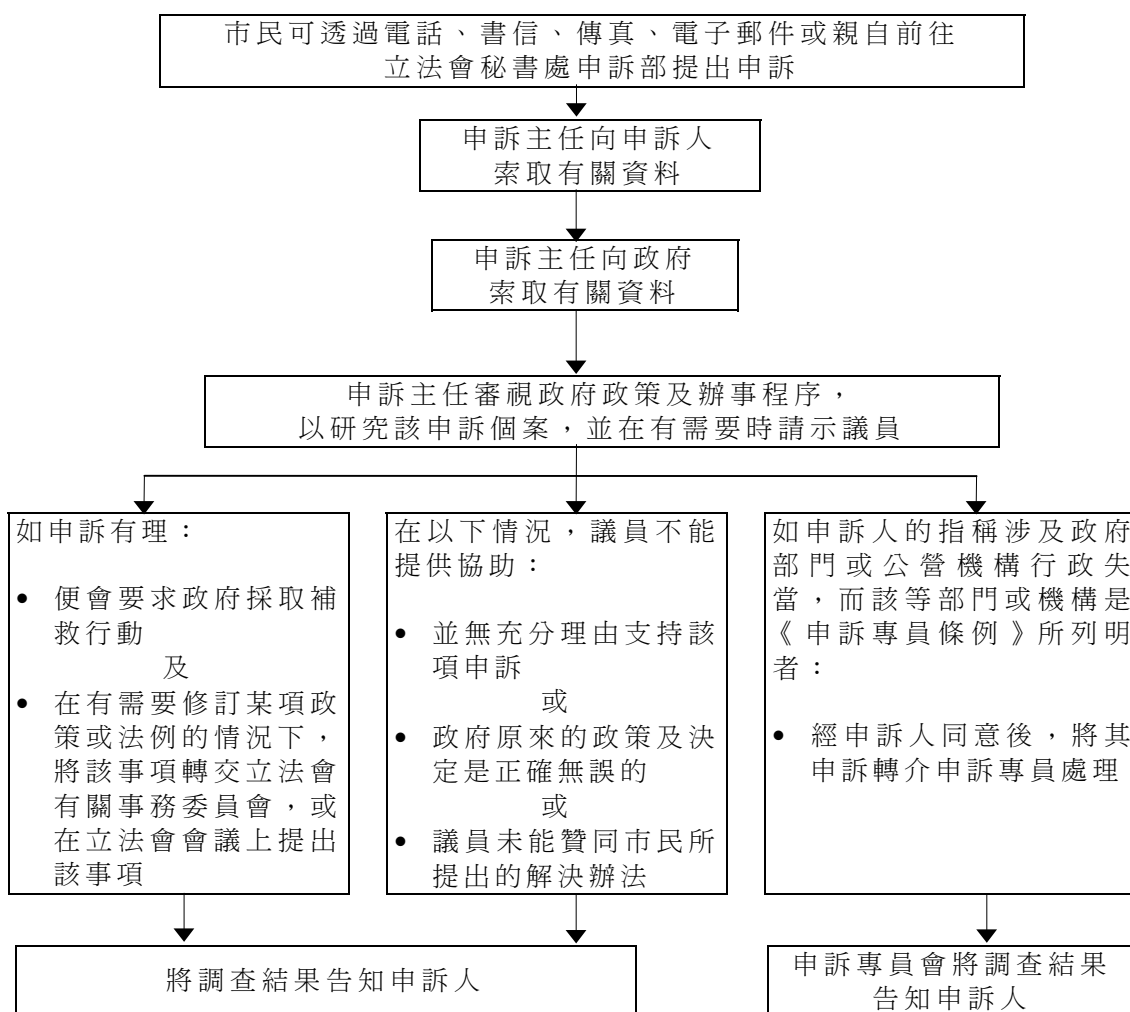 市民可透過電話、書信、傳真、電子郵件或親自前往
立法會秘書處申訴部提出申訴
申訴主任向申訴人
索取有關資料
申訴主任向政府
索取有關資料
申訴主任審視政府政策及辦事程序，
以研究該申訴個案，並在有需要時請示議員
如申訴有理：
• 便會要求政府採取補
救行動
及
• 在有需要修訂某項政
策或法例的情況下，
將該事項轉交立法會
有關事務委員會，或
在立法會會議上提出
該事項
在以下情況，議員不能
提供協助：
• 並無充分理由支持該
項申訴
或
• 政府原來的政策及決
定是正確無誤的
或
• 議員未能贊同市民所
提出的解決辦法
如申訴人的指稱涉及政府
部門或公營機構行政失
當，而該等部門或機構是
《申訴專員條例》所列明
者：
• 經申訴人同意後，將其
申訴轉介申訴專員處理
將調查結果告知申訴人
申訴專員會將調查結果
告知申訴人